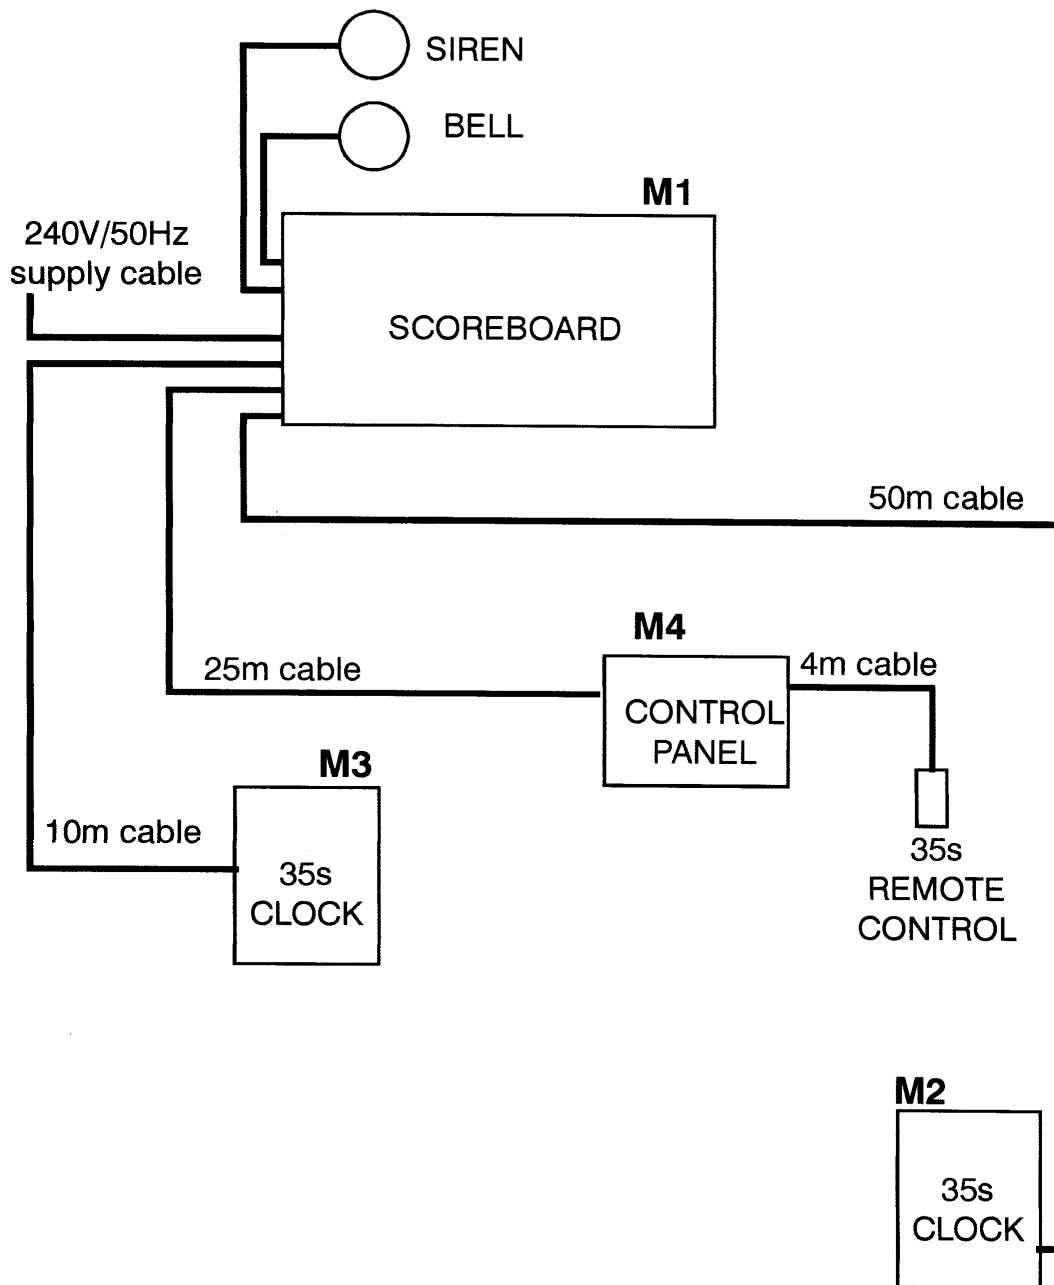 SIREN
BELL
M1
240V/50Hz
supply cable
SCOREBOARD
50m cable
M4
25m cable
4m cable
CONTROL
PANEL
M3
10m cable
35s
CLOCK
35s
REMOTE
CONTROL
M2
35s
CLOCK